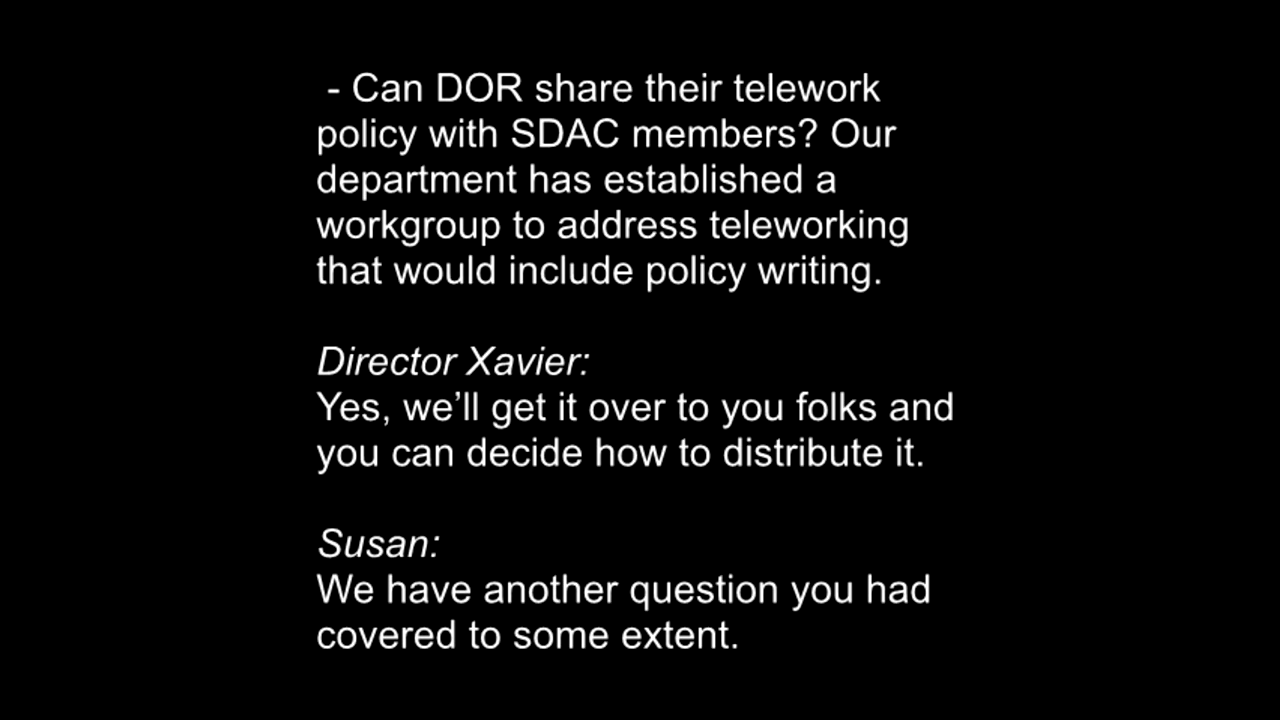 - Can DOR share their telework
policy with SDAC members? Our
department has established a
workgroup to address teleworking
that would include policy writing.
Director Xavier:
Yes, we’ll get it over to you folks and
you can decide how to distribute it.
Susan:
We have another question you had
covered to some extent.